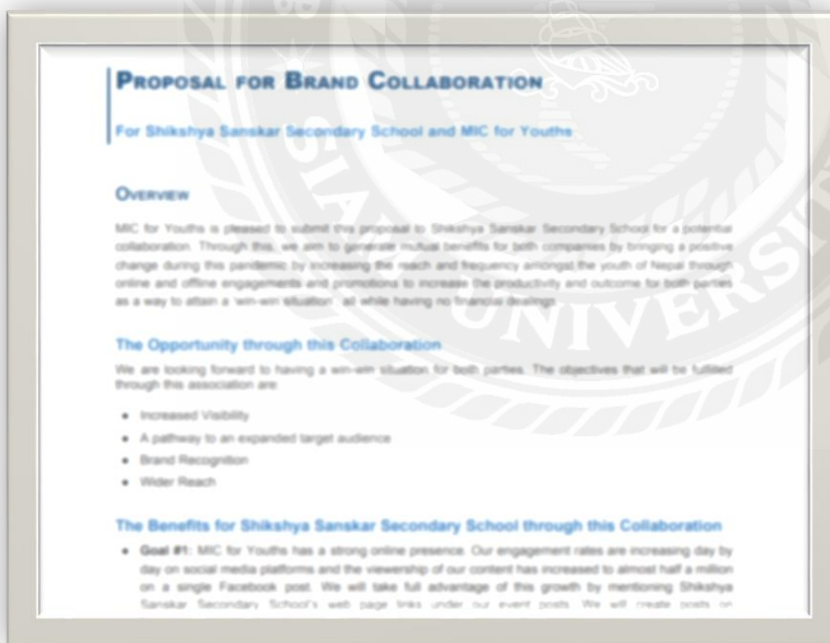 PROPOSAL FOR BRAND COLLABORATION
For Shikshya Sanskar Secondary School and MIC for Youths
OVERVIEW
MIC for Youths is pleased to submit this proposal to Shikshya Sanskar Secondary School for a potential
collaboration. Through this, we aim to generate mutual benefits for both companies by bringing a positive
change during this pandemic by increasing the reach and frequency amongst the youth of Nepal through
online and offline engagements and promotions to increase the productivity and outcome for both parties
as a way to attain a 'win-win situation' all while having no financial dealings.
The Opportunity through this Collaboration
We are looking forward to having a win-win situation for both parties. The objectives that will be fulfilled
through this association are
• Increased Visibility
• A pathway to an expanded target audience
• Brand Recognition
• Wider Reach
The Benefits for Shikshya Sanskar Secondary School through this Collaboration
• Goal #1: MIC for Youths has a strong online presence. Our engagement rates are increasing day by
day on social media platforms and the viewership of our content has increased to almost half a million
on a single Facebook post. We will take full advantage of this growth by mentioning Shikshya
Sanskar Secondary School's web page links under our event posts. We will create posts on
SIAM UNIVERSITY